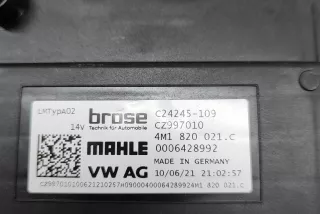 LMTypA02
14V
brose
Technik für Automobile
C24245-109
CZ997010
4M1 820 021.C
MAHLE
0006428992
VW AG
MADE IN GERMANY
10/06/21 21:02:57